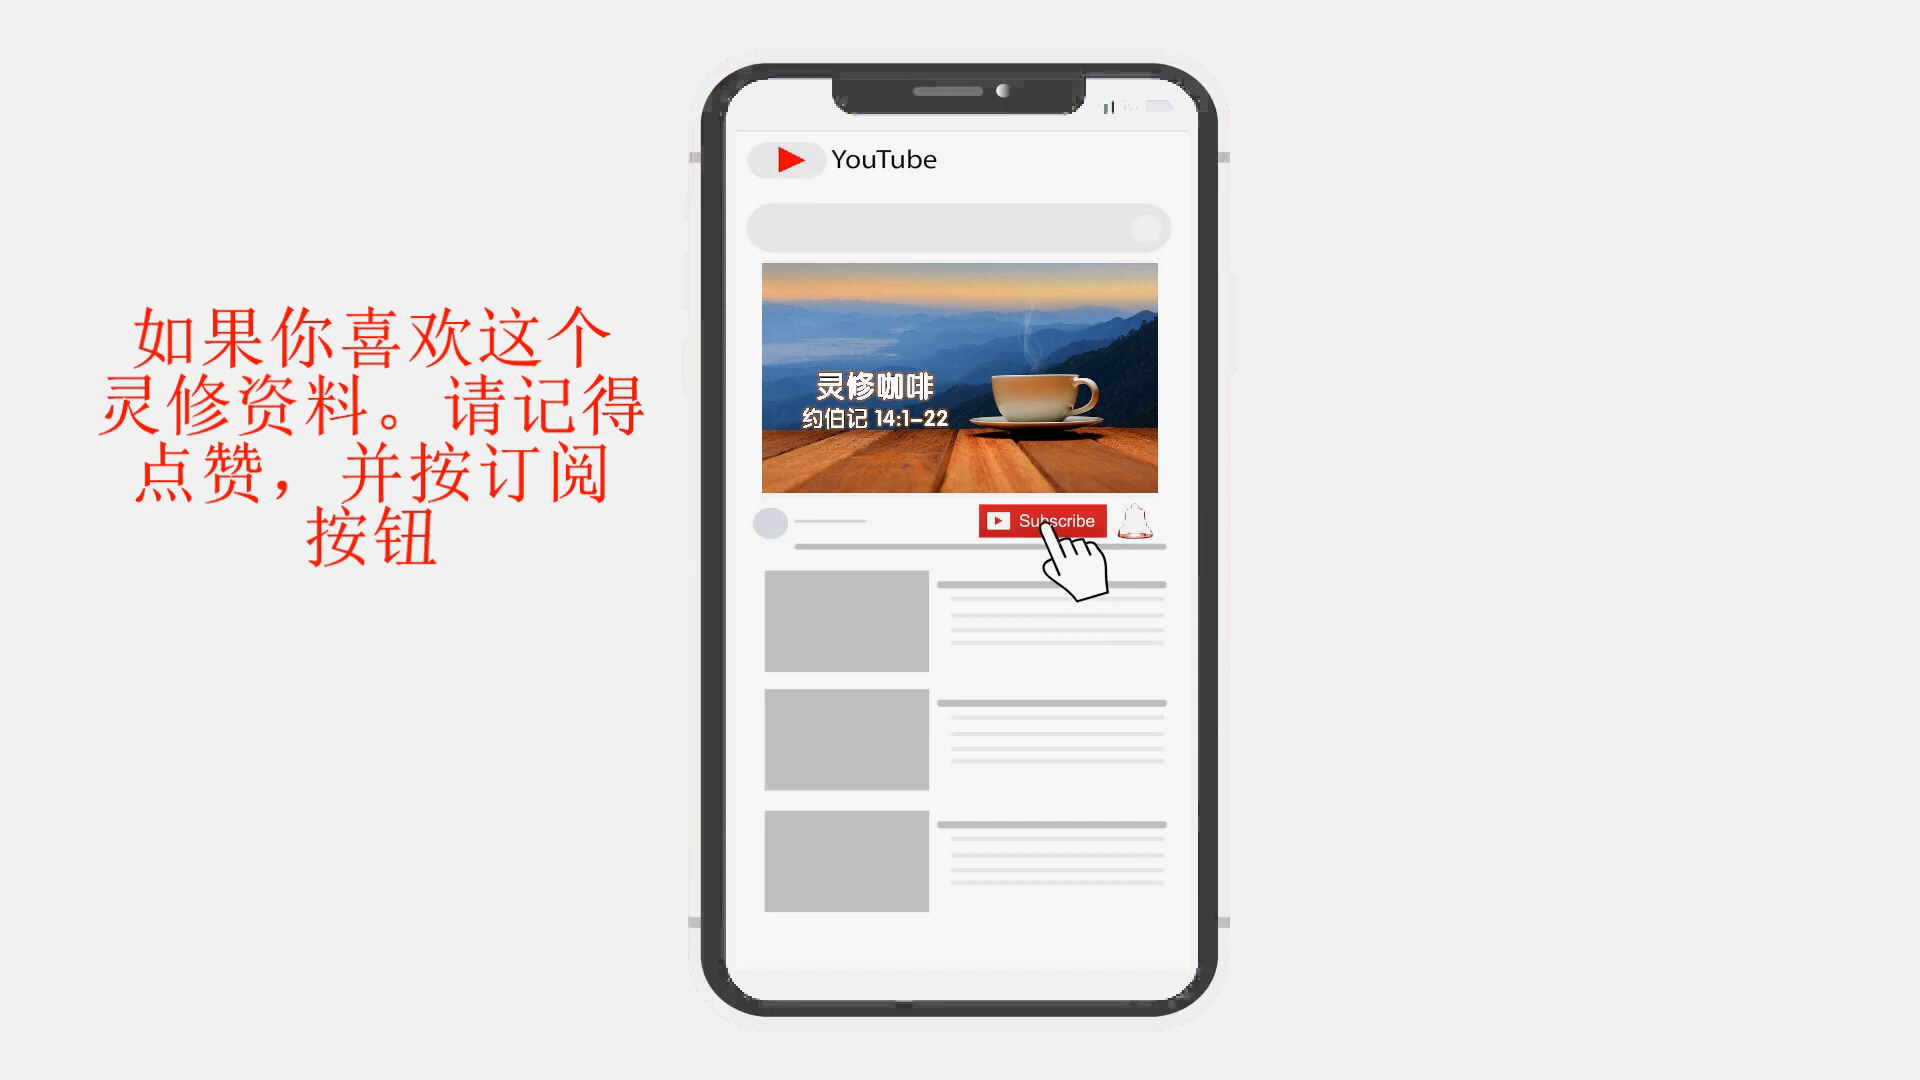 如果你喜欢这个
灵修资料。请记得
点赞，并按订阅
按钮
YouTube
灵修咖啡
约伯记 14:1-22
Subscribe